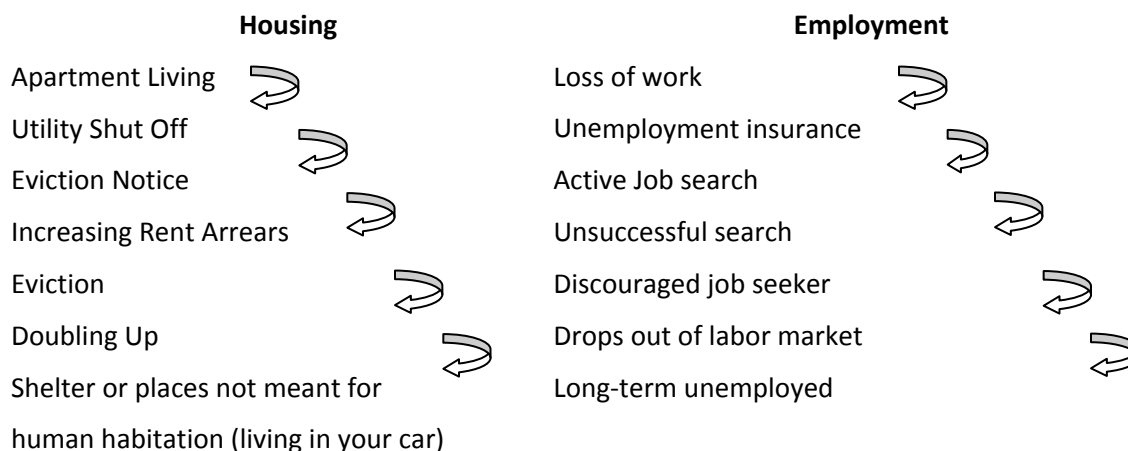 Housing
Apartment Living
Utility Shut Off
Eviction Notice
Increasing Rent Arrears
Eviction
Doubling Up
Shelter or places not meant for
human habitation (living in your car)
Employment
Loss of work
Unemployment insurance
Active Job search
Unsuccessful search
Discouraged job seeker
Drops out of labor market
Long-term unemployed